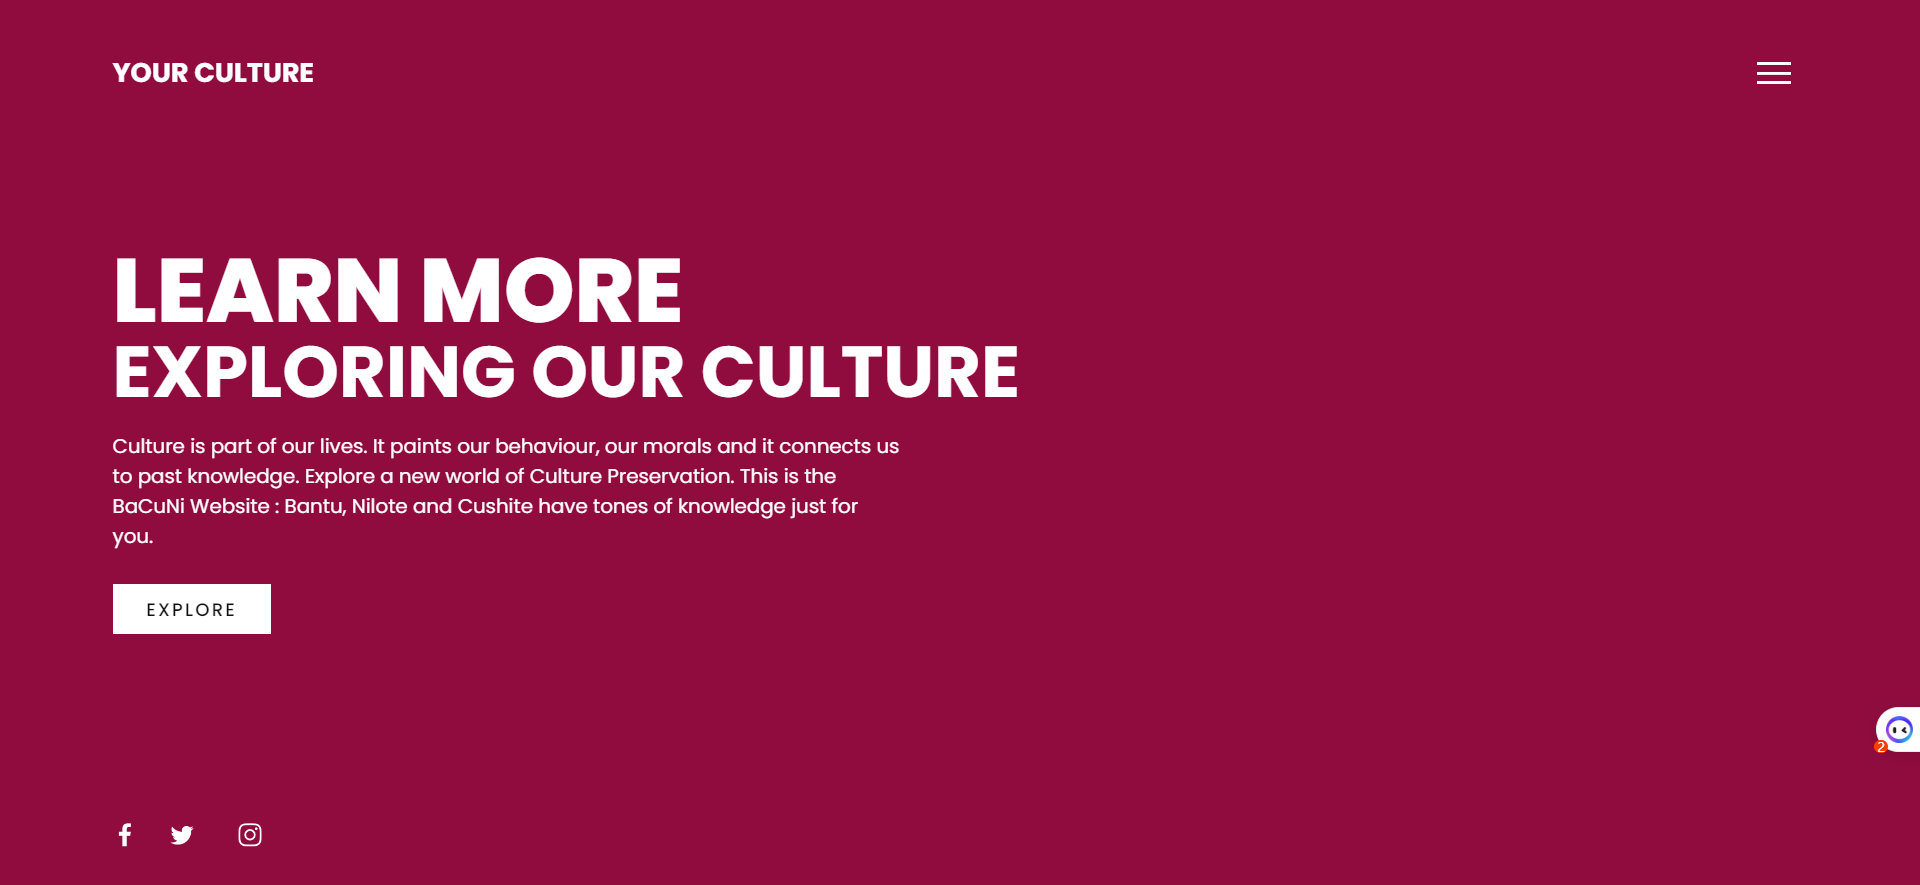 YOUR CULTURE
LEARN MORE
EXPLORING OUR CULTURE
Culture is part of our lives. It paints our behaviour, our morals and it connects us
to past knowledge. Explore a new world of Culture Preservation. This is the
BaCuNi Website : Bantu, Nilote and Cushite have tones of knowledge just for
you.
EXPLORE
2